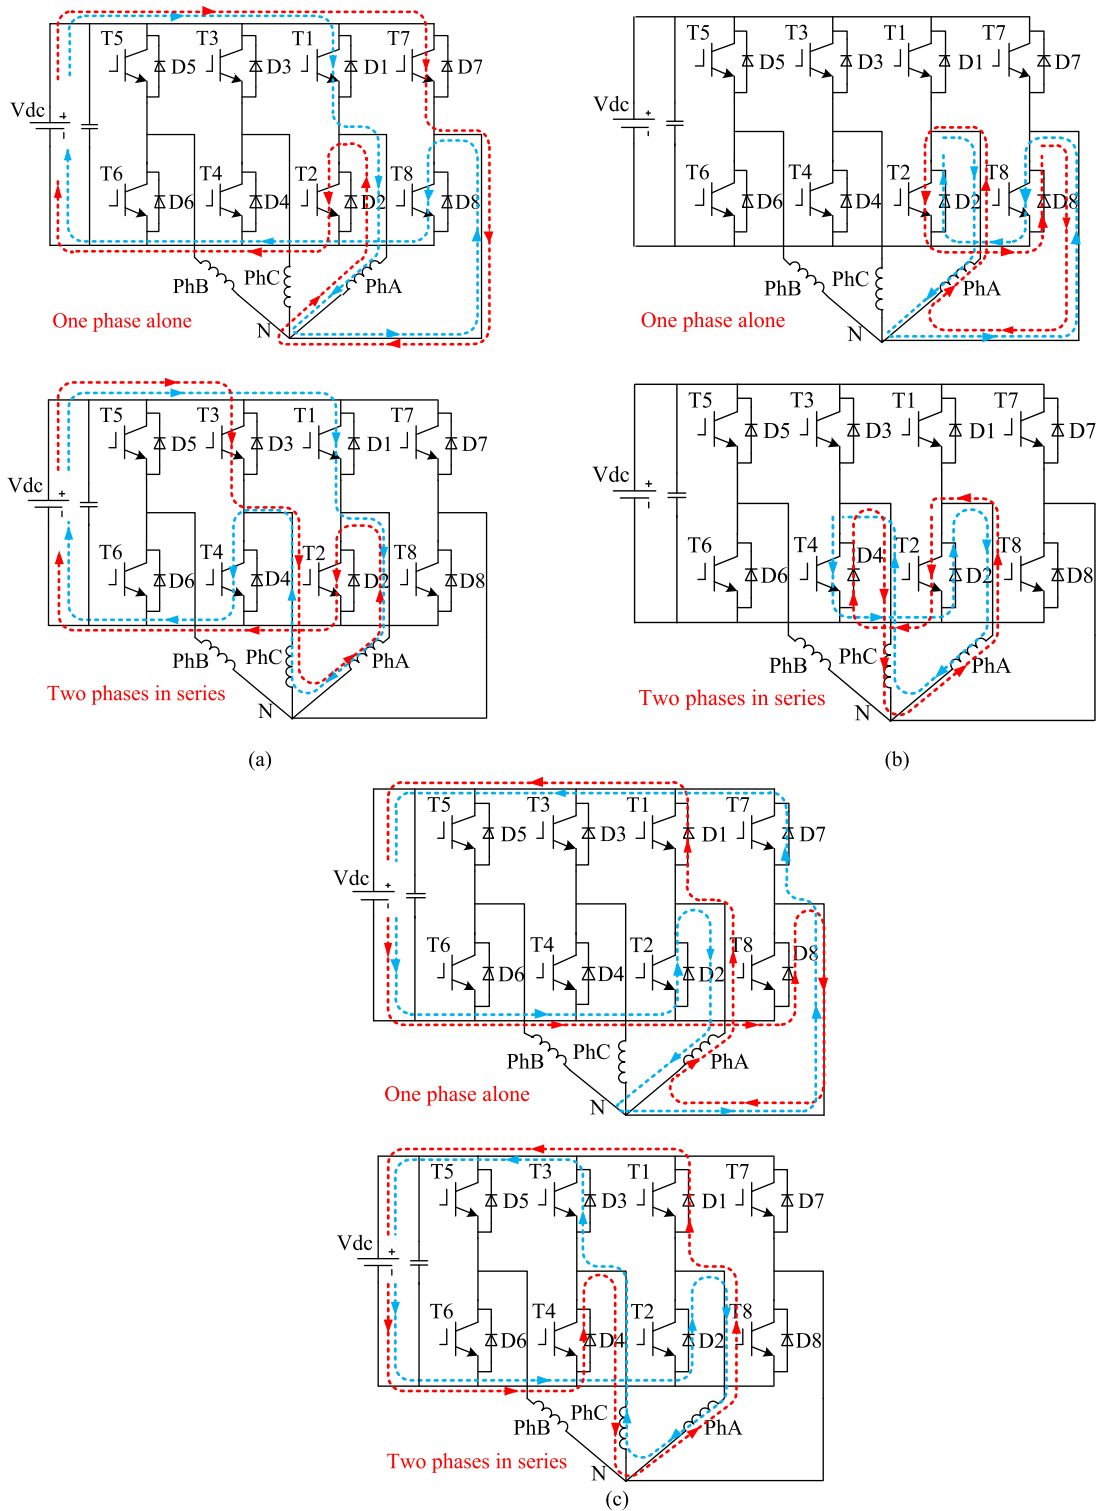 T5 T3 T1 T7
D5 D3 D1 D7
Vdc + -
T6 T4 T2 T8
D6 D4 D2 D8
PhB PhC PhA
One phase alone N
T5 T3 T1 T7
D5 D3 D1 D7
Vdc + -
T6 T4 T2 T8
D6 D4 D2 D8
PhB PhC PhA
One phase alone N
T5 T3 T1 T7
D5 D3 D1 D7
Vdc + -
T6 T4 T2 T8
D6 D4 D2 D8
PhB PhC PhA
Two phases in series N
(a)
T5 T3 T1 T7
D5 D3 D1 D7
Vdc + -
T6 T4 D4 T2 T8
D6 D2 D8
PhB PhC PhA
Two phases in series N
(b)
T5 T3 T1 T7
D5 D3 D1 D7
Vdc + -
T6 T4 T2 T8 D8
D6 D4 D2
PhB PhC PhA
One phase alone N
T5 T3 T1 T7
D5 D3 D1 D7
Vdc + -
T6 T4 T2 T8
D6 D4 D2 D8
PhB PhC PhA
Two phases in series N
(c)